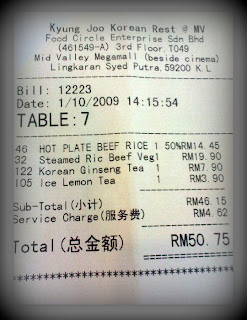 Kyung Joo Korean Rest @ MV
Food Circle Enterprise Sdn Bhd
(461549-A) 3rd Floor, T049
Mid Valley Megamall (beside cinema)
Lingkaran Syed Putra, 59200 K.L
Bill: 12223
Date: 1/10/2009 14:15:54
TABLE: 7
46 HOT PLATE BEEF RICE 1 50%RM14.45
32 Steamed Ric Beef Veg1 RM19.90
122 Korean Ginseng Tea 1 RM7.90
105 Ice Lemon Tea 1 RM3.90
Sub-Total(小计) RM46.15
Service Charge(服务费) RM4.62
Total(总金额) RM50.75